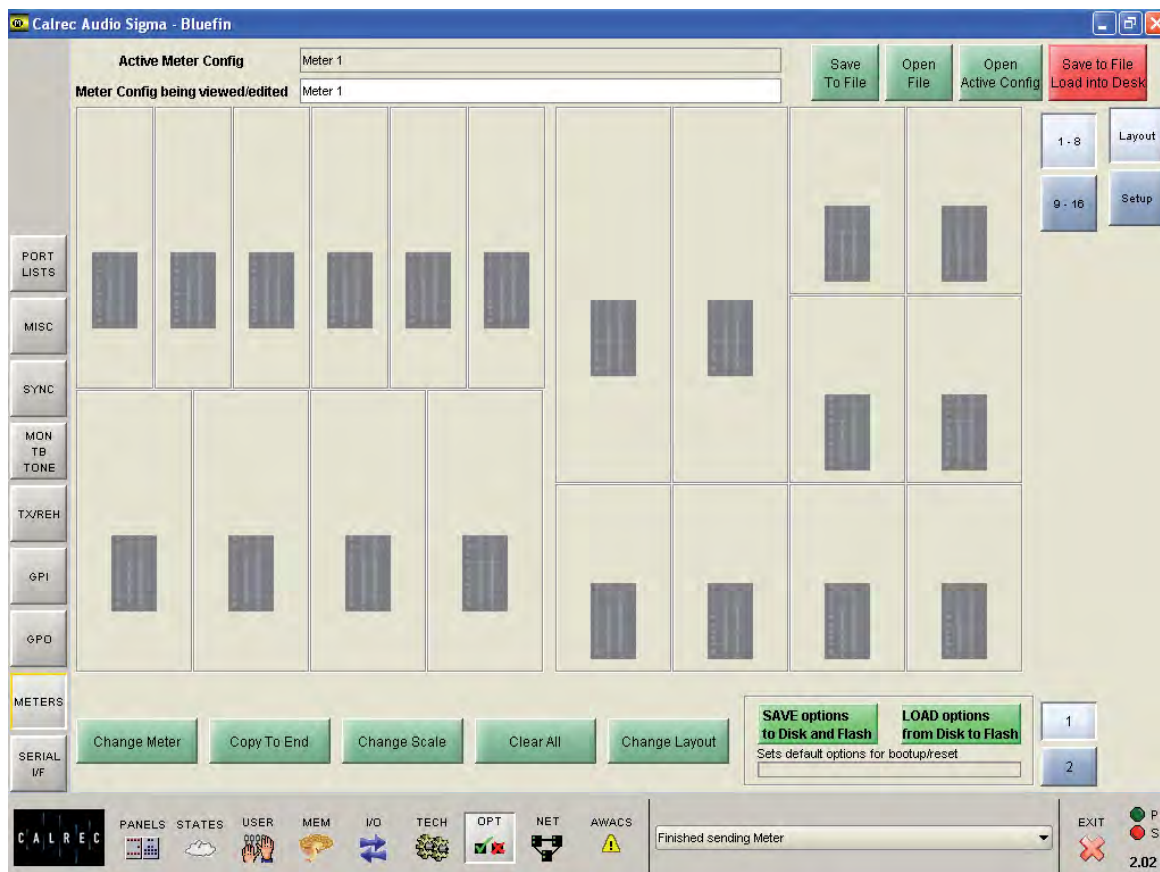 Calrec Audio Sigma - Bluefin
Active Meter Config
Meter 1
Meter Config being viewed/edited
Meter 1
Save
To File
Open
File
Open
Active Config
Save to File
Load into Desk
1 - 8
Layout
9 - 16
Setup
PORT
LISTS
MISC
SYNC
MON
TB
TONE
TX/REH
GPI
GPO
METERS
SERIAL
I/F
Change Meter
Copy To End
Change Scale
Clear All
Change Layout
SAVE options
to Disk and Flash
LOAD options
from Disk to Flash
Sets default options for bootup/reset
1
2
CALREC
PANELS
STATES
USER
MEM
I/O
TECH
OPT
NET
AWACS
Finished sending Meter
EXIT
P
S
2.02